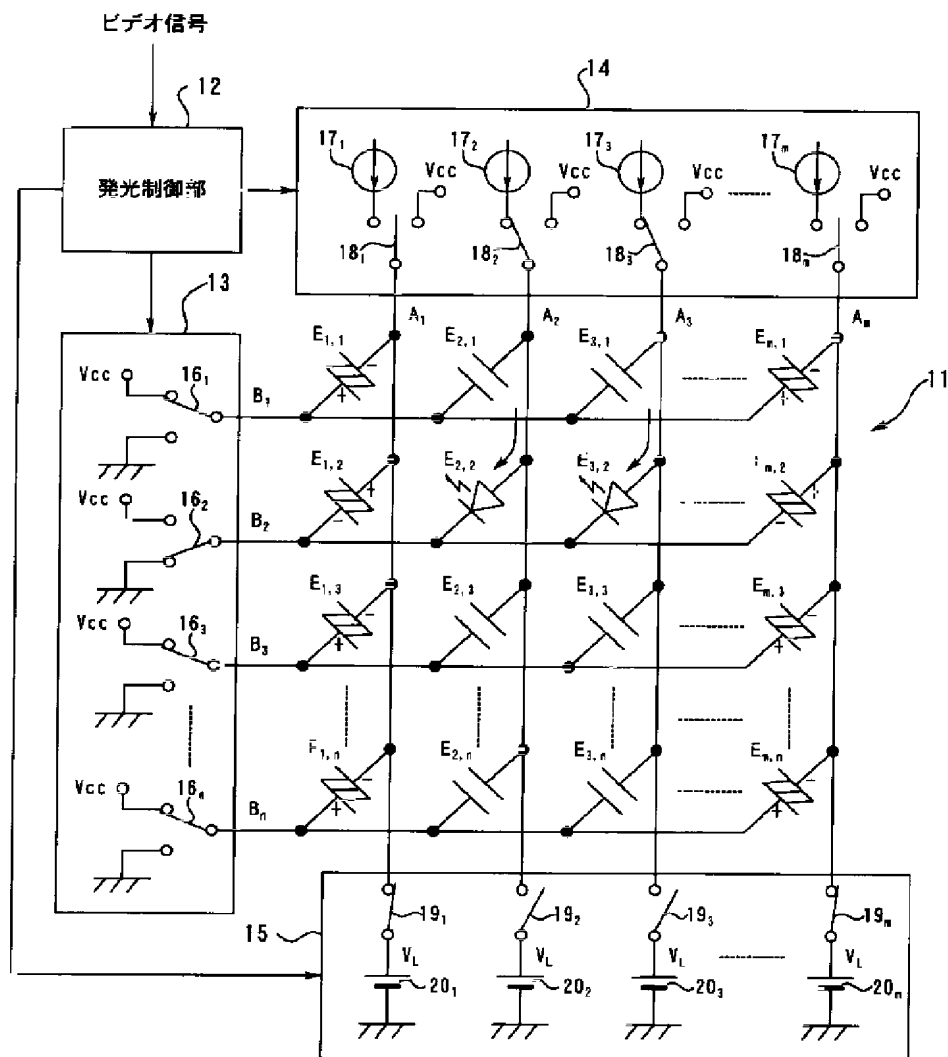 ビデオ信号
12
発光制御部
14
17₁ 17₂ 17₃ 17ₘ
Vcc Vcc Vcc Vcc
18₁ 18₂ 18₃ 18ₘ
13
A₁ A₂ A₃ Aₘ
E₁,₁ E₂,₁ E₃,₁ Eₘ,₁
Vcc 16₁ B₁
11
E₁,₂ E₂,₂ E₃,₂ Eₘ,₂
Vcc 16₂ B₂
E₁,₃ E₂,₃ E₃,₃ Eₘ,₃
Vcc 16₃ B₃
E₁,ₙ E₂,ₙ E₃,ₙ Eₘ,ₙ
Vcc 16ₙ Bₙ
15
19₁ 19₂ 19₃ 19ₘ
V_L V_L V_L V_L
20₁ 20₂ 20₃ 20ₘ